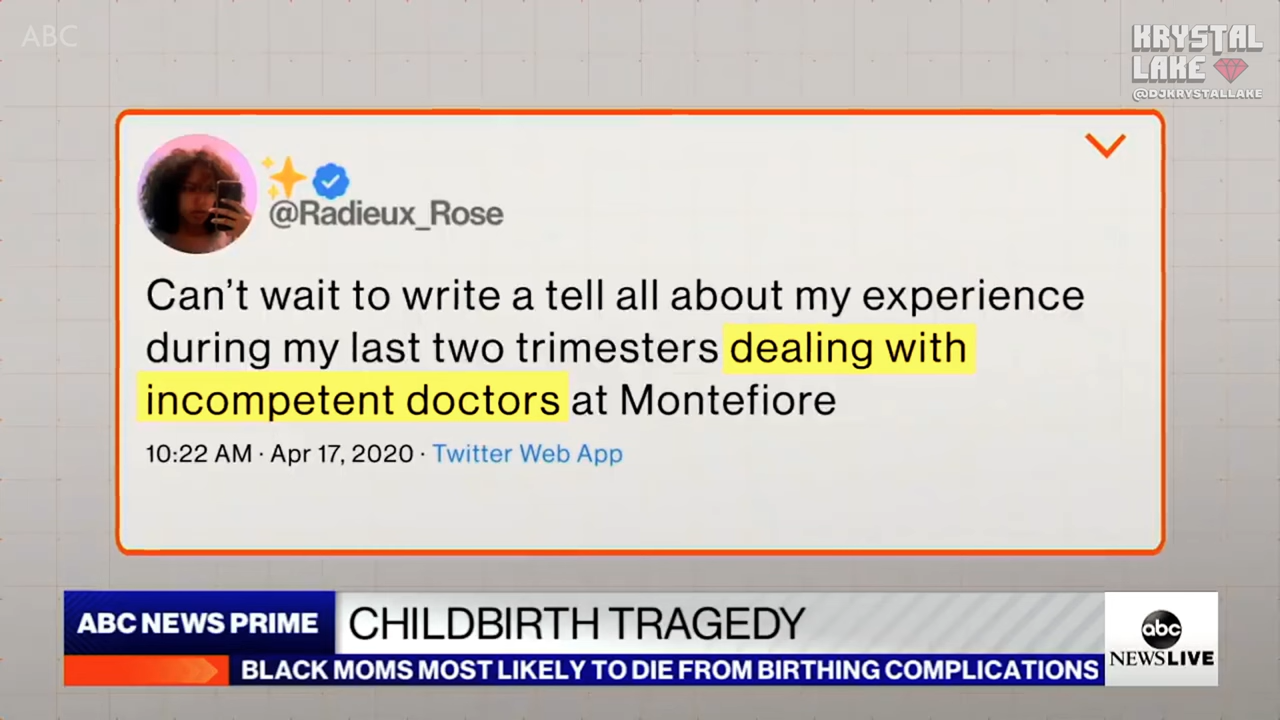 ABC
KRYSTAL
LAKE
@DJKRYSTALLAKE
@Radieux_Rose
Can't wait to write a tell all about my experience
during my last two trimesters dealing with
incompetent doctors at Montefiore
10:22 AM · Apr 17, 2020 · Twitter Web App
ABC NEWS PRIME
CHILDBIRTH TRAGEDY
BLACK MOMS MOST LIKELY TO DIE FROM BIRTHING COMPLICATIONS
abc
NEWSLIVE